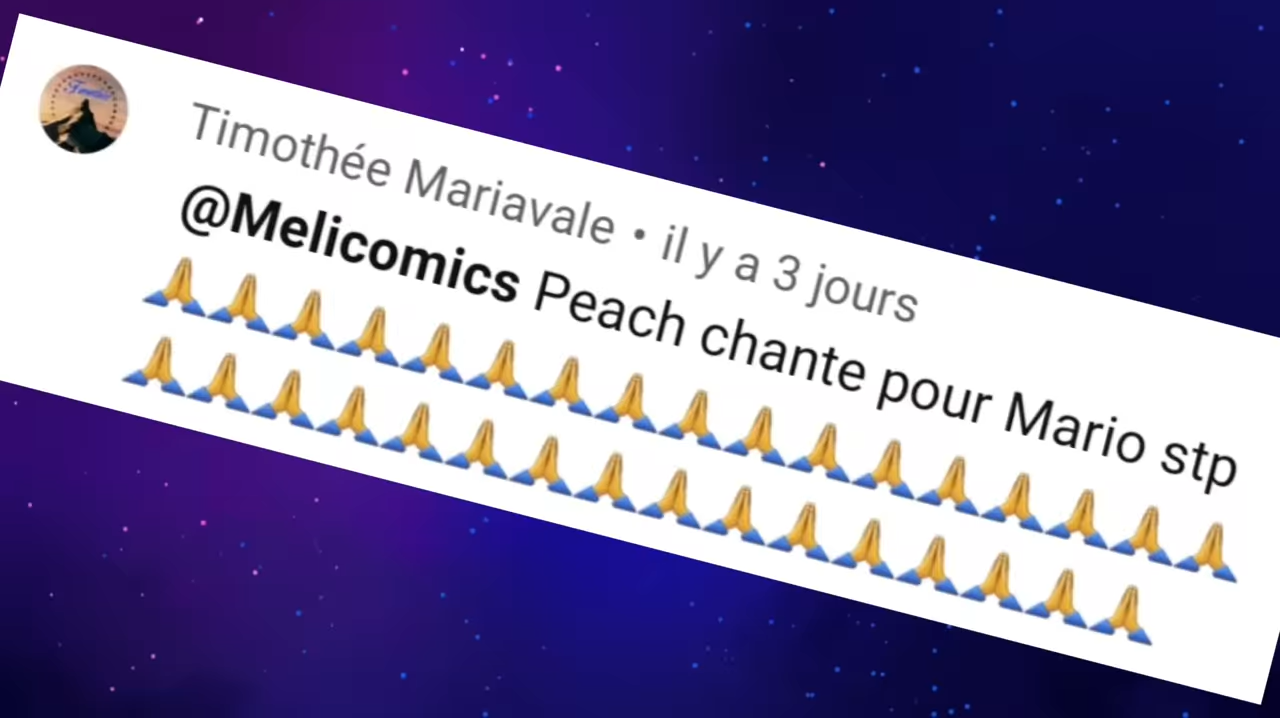 Timothée Mariavale • il y a 3 jours
@Melicomics Peach chante pour Mario stp
🙏🙏🙏🙏🙏🙏🙏🙏🙏🙏🙏🙏🙏🙏🙏🙏🙏
🙏🙏🙏🙏🙏🙏🙏🙏🙏🙏🙏🙏🙏🙏🙏🙏